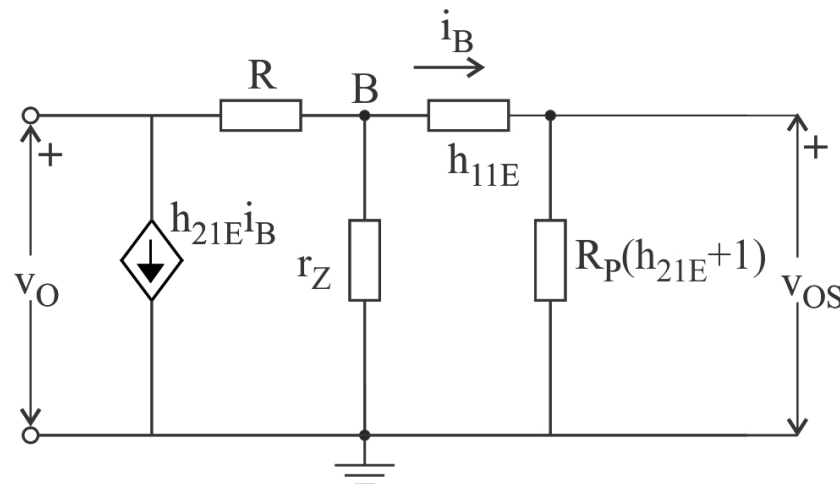 i_B
R
B
+
+
h_11E
h_21E i_B
r_Z
R_P(h_21E+1)
v_O
v_OS